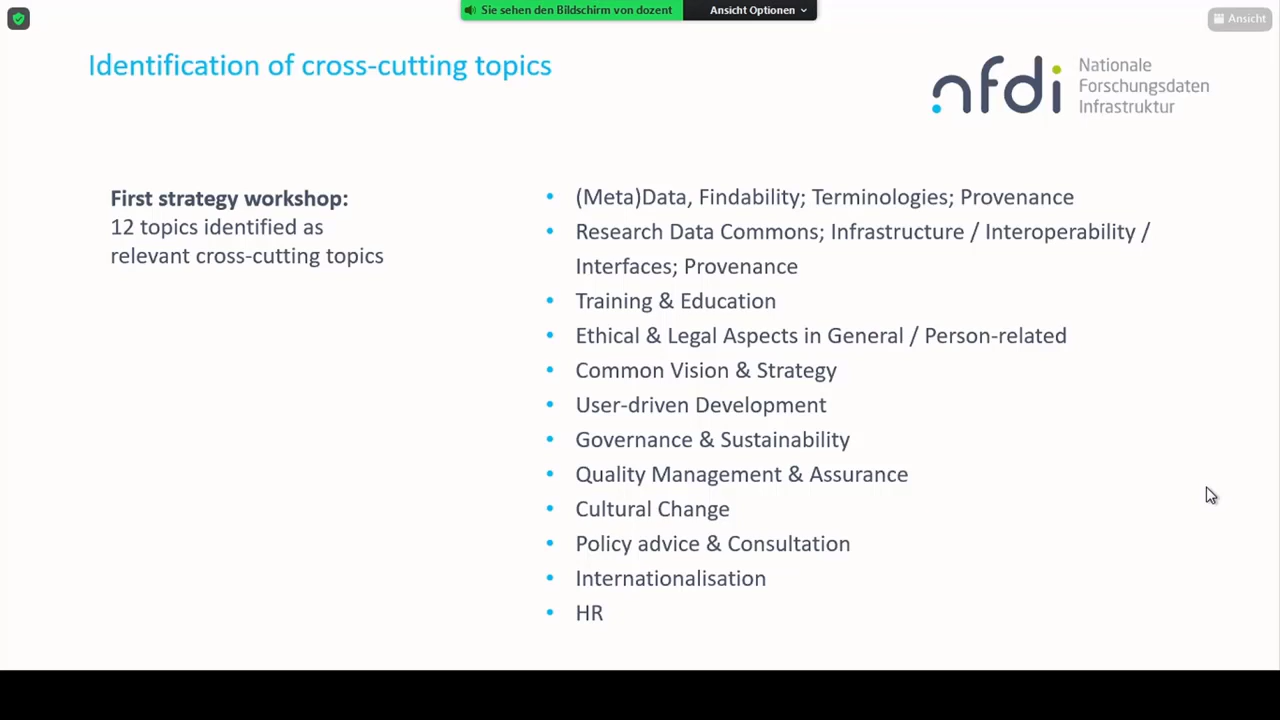 Sie sehen den Bildschirm von dozent
Ansicht Optionen
Ansicht
Identification of cross-cutting topics
nfdi
Nationale
Forschungsdaten
Infrastruktur
First strategy workshop:
12 topics identified as
relevant cross-cutting topics
• (Meta)Data, Findability; Terminologies; Provenance
• Research Data Commons; Infrastructure / Interoperability /
Interfaces; Provenance
• Training & Education
• Ethical & Legal Aspects in General / Person-related
• Common Vision & Strategy
• User-driven Development
• Governance & Sustainability
• Quality Management & Assurance
• Cultural Change
• Policy advice & Consultation
• Internationalisation
• HR